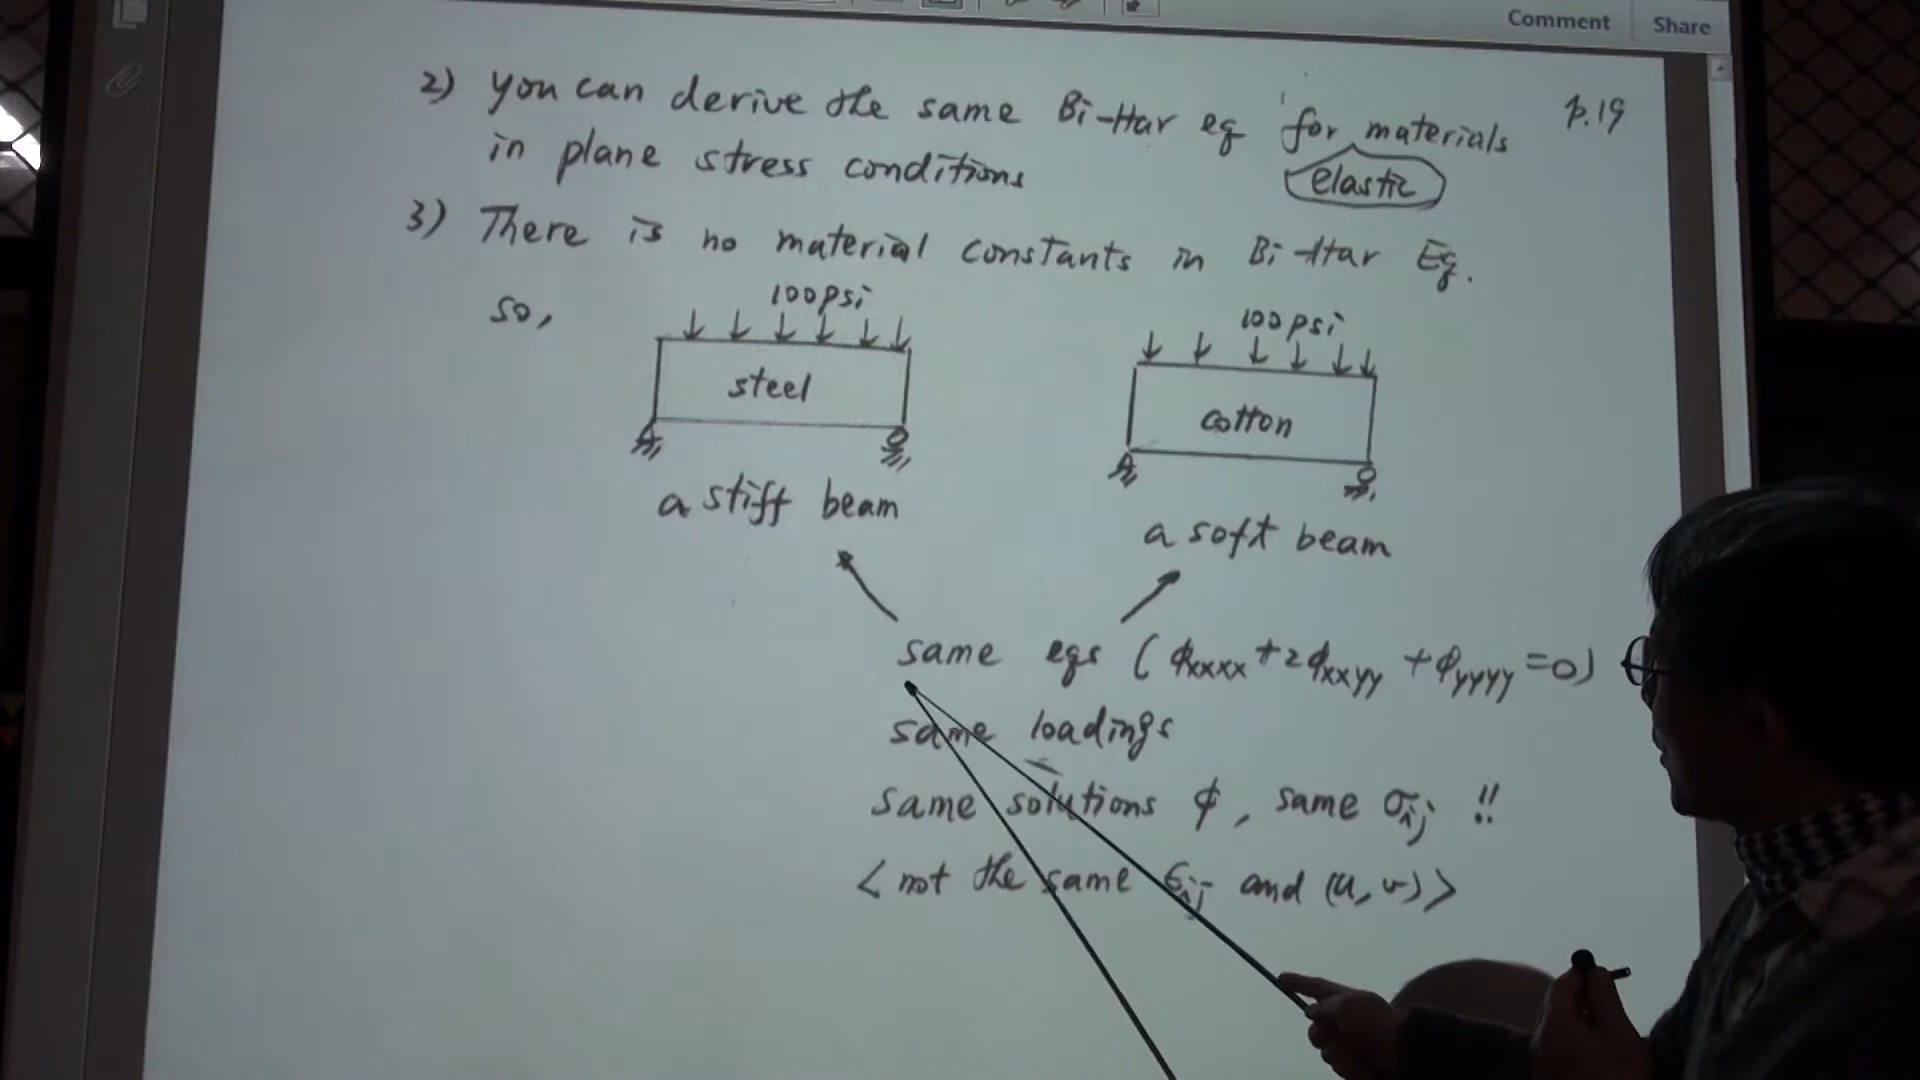 Comment Share
2) you can derive the same Bi-Har eq for materials p.19
in plane stress conditions elastic
3) There is no material constants in Bi-Har Eq.
so, 100psi 100psi
steel cotton
a stiff beam a soft beam
same eqs ( ϕxxxx +2ϕxxyy +ϕyyyy =0)
same loadings
same solutions ϕ, same σij !!
<not the same ϵij and (u, v)>